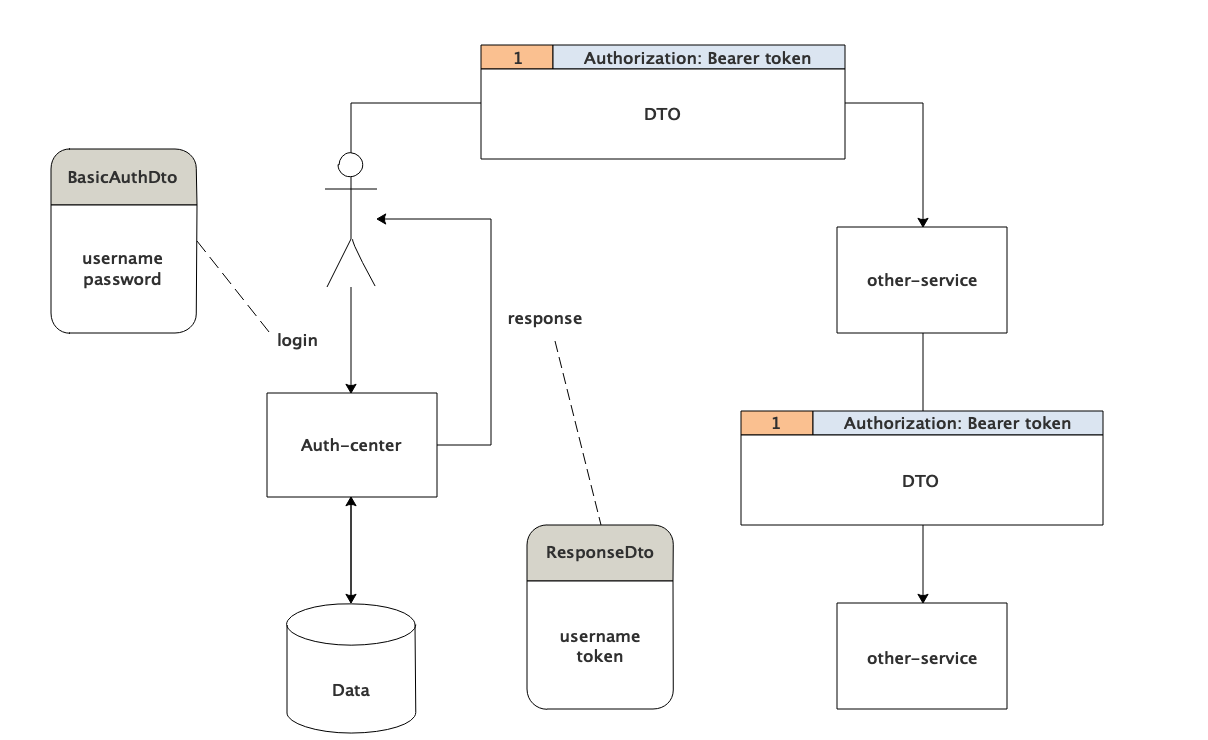 1
Authorization: Bearer token
DTO
BasicAuthDto
username
password
login
response
other-service
Auth-center
1
Authorization: Bearer token
DTO
ResponseDto
username
token
Data
other-service